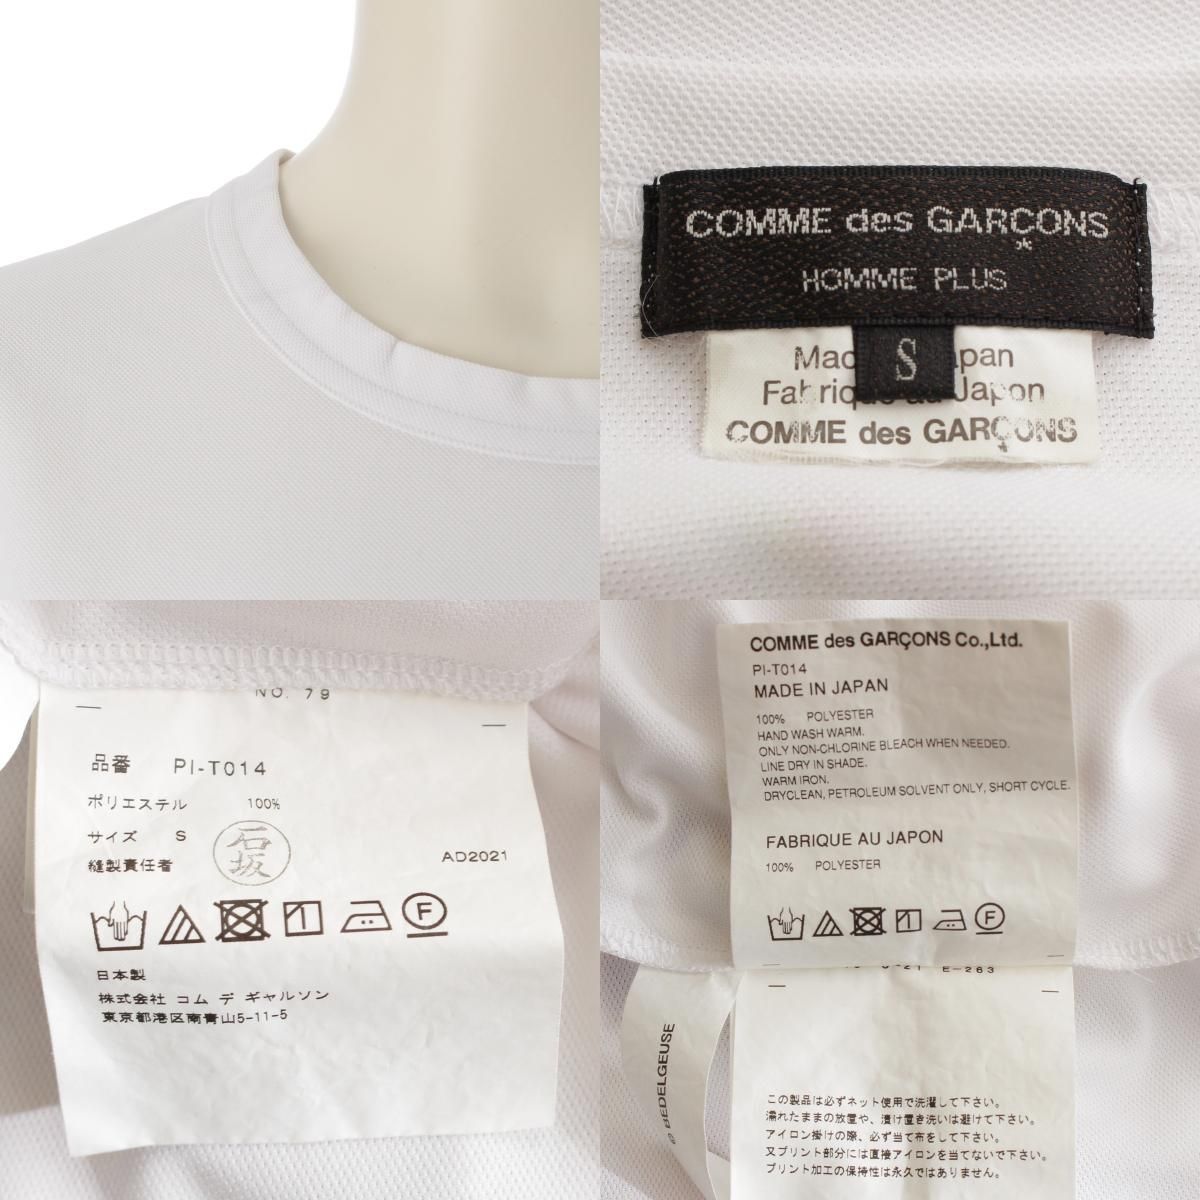 COMME des GARÇONS
HOMME PLUS
S
Made in Japan
Fabriqué au Japon
COMME des GARÇONS
NO. 79
品番 PI-T014
ポリエステル 100%
サイズ S
縫製責任者
石坂
AD2021
F
日本製
株式会社 コム デ ギャルソン
東京都港区南青山5-11-5
COMME des GARÇONS Co.,Ltd.
PI-T014
MADE IN JAPAN
100% POLYESTER
HAND WASH WARM.
ONLY NON-CHLORINE BLEACH WHEN NEEDED.
LINE DRY IN SHADE.
WARM IRON.
DRYCLEAN, PETROLEUM SOLVENT ONLY, SHORT CYCLE.
FABRIQUE AU JAPON
100% POLYESTER
F
E-263
© BEDELGEUSE
この製品は必ずネット使用で洗濯して下さい。
濡れたままの放置や、漬け置き洗いは避けて下さい。
アイロン掛けの際、必ず当て布をして下さい。
又プリント部分には直接アイロンを当てないで下さい。
プリント加工の保持性は永久ではありません。